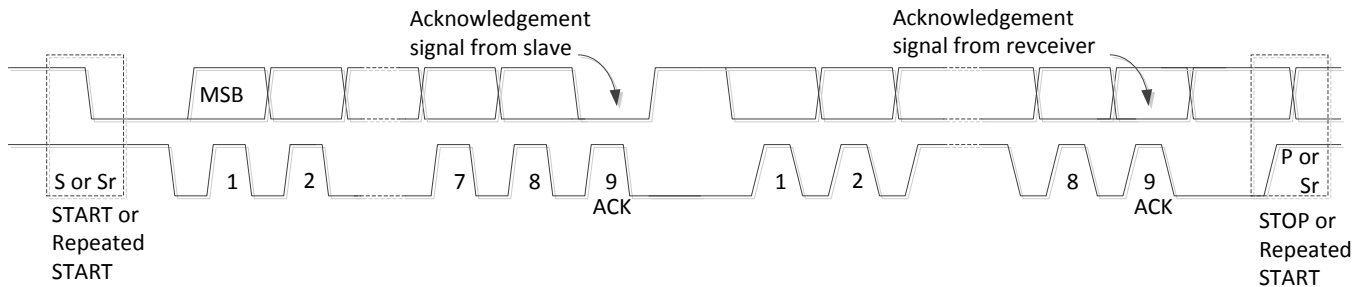 Acknowledgement
signal from slave
Acknowledgement
signal from revceiver
MSB
S or Sr
1
2
7
8
9
1
2
8
9
P or
Sr
ACK
ACK
START or
Repeated
START
STOP or
Repeated
START